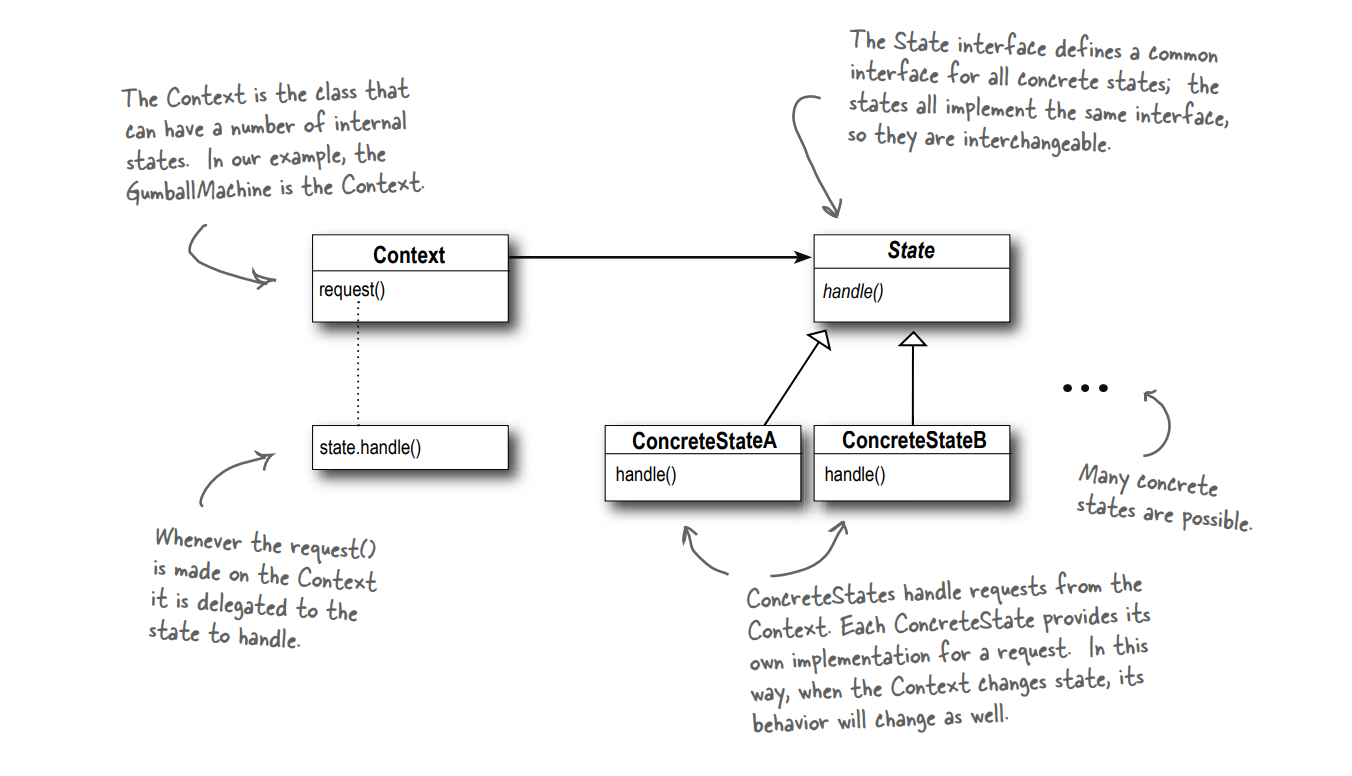 The Context is the class that
can have a number of internal
states. In our example, the
GumballMachine is the Context.
The State interface defines a common
interface for all concrete states; the
states all implement the same interface,
so they are interchangeable.
Context
request()
State
handle()
state.handle()
ConcreteStateA
handle()
ConcreteStateB
handle()
Many concrete
states are possible.
Whenever the request()
is made on the Context
it is delegated to the
state to handle.
ConcreteStates handle requests from the
Context. Each ConcreteState provides its
own implementation for a request. In this
way, when the Context changes state, its
behavior will change as well.